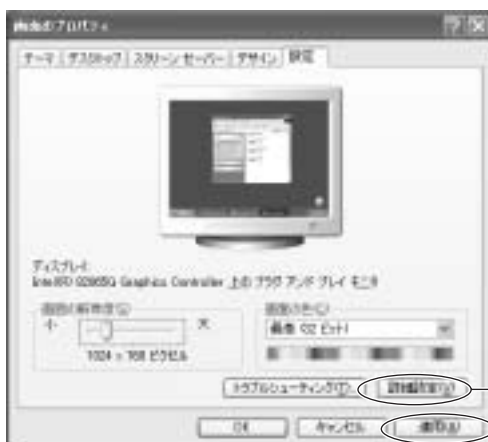 画面のプロパティ
テーマ デスクトップ スクリーン セーバー デザイン 設定
ディスプレイ:
Intel(R) 82865G Graphics Controller 上の プラグ アンド プレイ モニタ
画面の解像度(S)
小 大
1024 x 768 ピクセル
画面の色(C)
最高 (32 ビット)
トラブルシューティング(T)... 詳細設定(V)
OK キャンセル 適用(A)